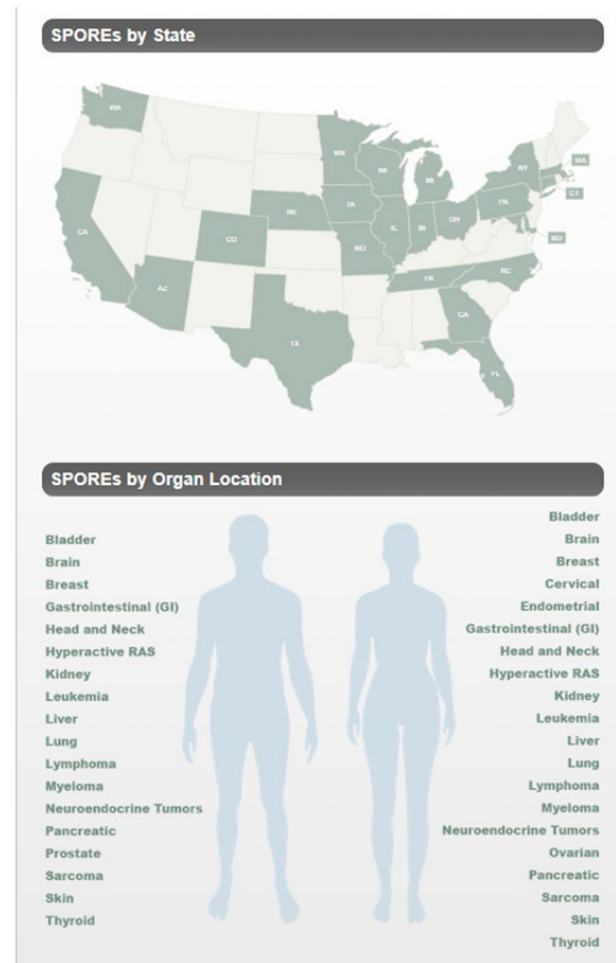 SPOREs by State
WA
MN
WI
MI
NY
MA
CT
PA
IA
NE
IL
IN
OH
MD
CA
CO
MO
NC
TN
AZ
GA
TX
FL
SPOREs by Organ Location
Bladder
Brain
Breast
Gastrointestinal (GI)
Head and Neck
Hyperactive RAS
Kidney
Leukemia
Liver
Lung
Lymphoma
Myeloma
Neuroendocrine Tumors
Pancreatic
Prostate
Sarcoma
Skin
Thyroid
Bladder
Brain
Breast
Cervical
Endometrial
Gastrointestinal (GI)
Head and Neck
Hyperactive RAS
Kidney
Leukemia
Liver
Lung
Lymphoma
Myeloma
Neuroendocrine Tumors
Ovarian
Pancreatic
Sarcoma
Skin
Thyroid